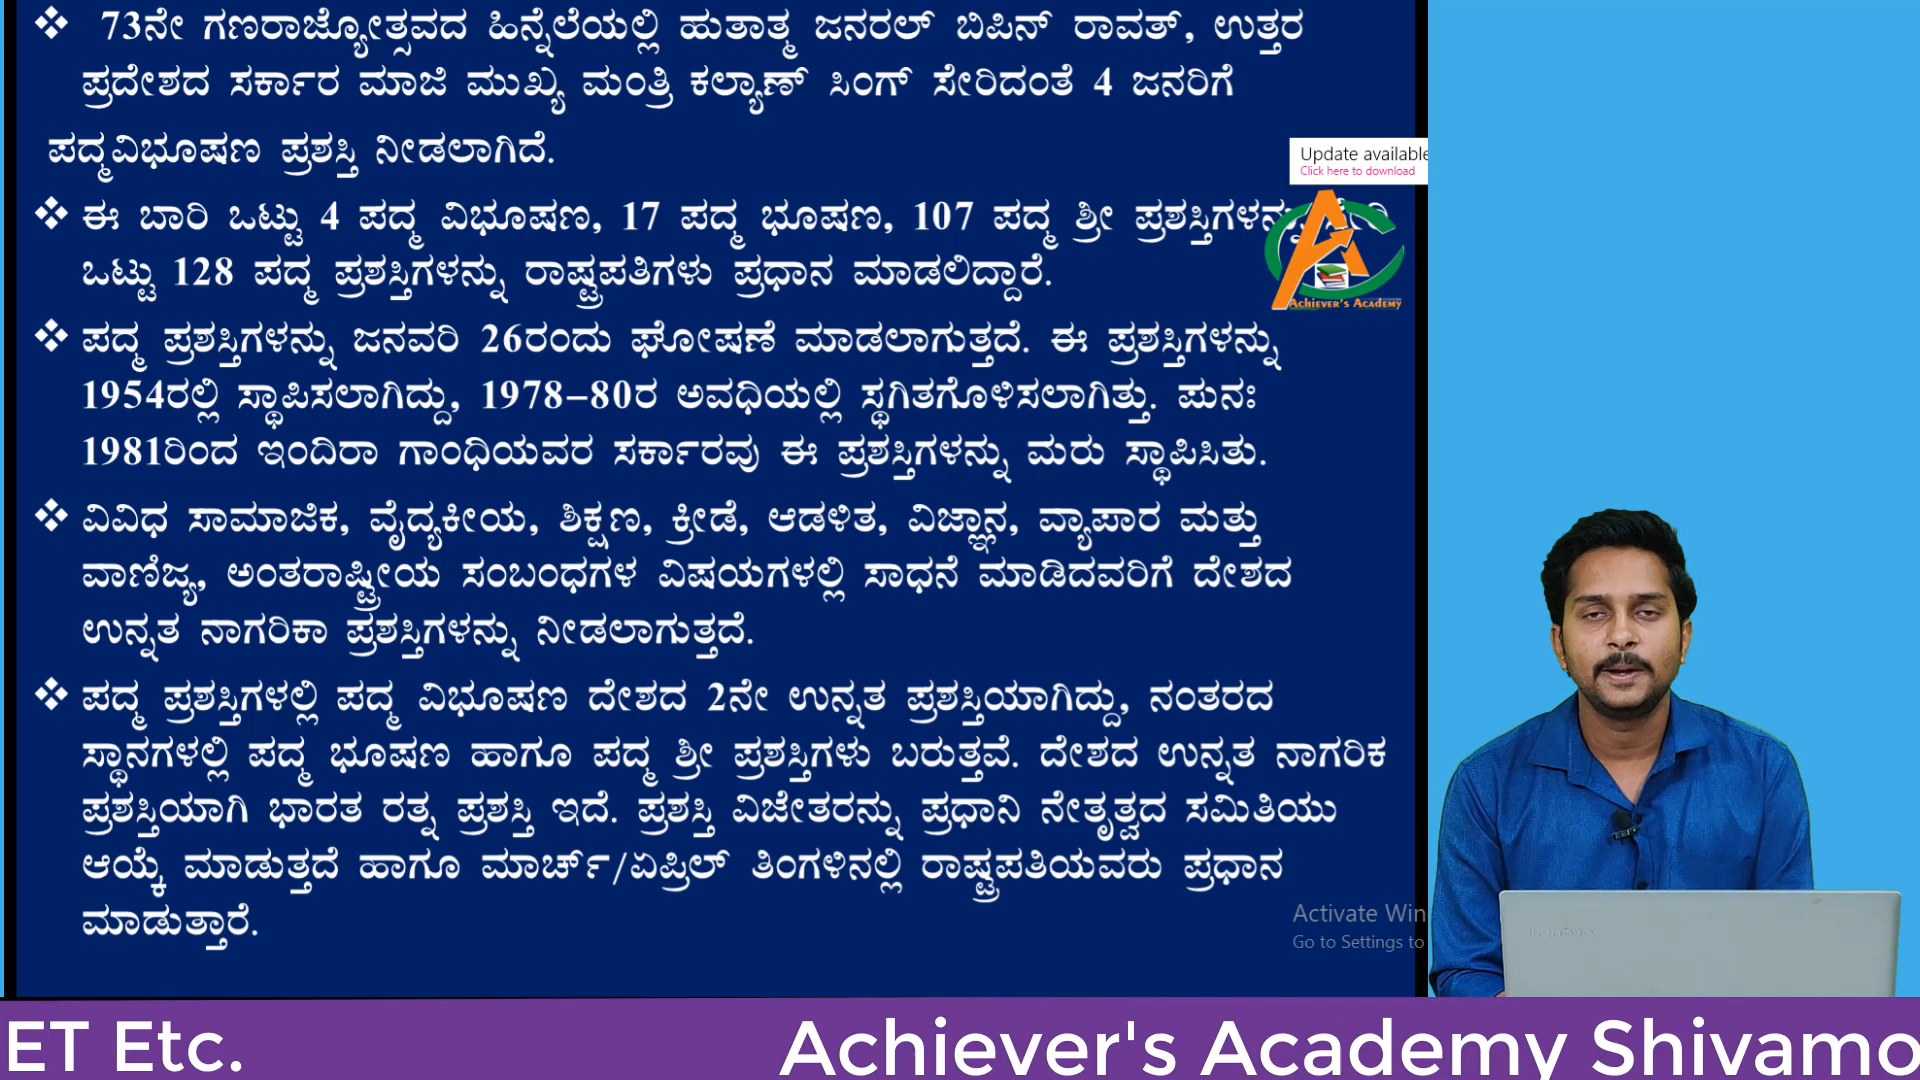 ❖ 73ನೇ ಗಣರಾಜ್ಯೋತ್ಸವದ ಹಿನ್ನೆಲೆಯಲ್ಲಿ ಹುತಾತ್ಮ ಜನರಲ್ ಬಿಪಿನ್ ರಾವತ್, ಉತ್ತರ
ಪ್ರದೇಶದ ಸರ್ಕಾರ ಮಾಜಿ ಮುಖ್ಯ ಮಂತ್ರಿ ಕಲ್ಯಾಣ್ ಸಿಂಗ್ ಸೇರಿದಂತೆ 4 ಜನರಿಗೆ
ಪದ್ಮವಿಭೂಷಣ ಪ್ರಶಸ್ತಿ ನೀಡಲಾಗಿದೆ.
Update available
Click here to download
❖ ಈ ಬಾರಿ ಒಟ್ಟು 4 ಪದ್ಮ ವಿಭೂಷಣ, 17 ಪದ್ಮ ಭೂಷಣ, 107 ಪದ್ಮ ಶ್ರೀ ಪ್ರಶಸ್ತಿಗಳನ್ನು
ಒಟ್ಟು 128 ಪದ್ಮ ಪ್ರಶಸ್ತಿಗಳನ್ನು ರಾಷ್ಟ್ರಪತಿಗಳು ಪ್ರಧಾನ ಮಾಡಲಿದ್ದಾರೆ.
Achiever's Academy
❖ ಪದ್ಮ ಪ್ರಶಸ್ತಿಗಳನ್ನು ಜನವರಿ 26ರಂದು ಘೋಷಣೆ ಮಾಡಲಾಗುತ್ತದೆ. ಈ ಪ್ರಶಸ್ತಿಗಳನ್ನು
1954ರಲ್ಲಿ ಸ್ಥಾಪಿಸಲಾಗಿದ್ದು, 1978–80ರ ಅವಧಿಯಲ್ಲಿ ಸ್ಥಗಿತಗೊಳಿಸಲಾಗಿತ್ತು. ಪುನಃ
1981ರಿಂದ ಇಂದಿರಾ ಗಾಂಧಿಯವರ ಸರ್ಕಾರವು ಈ ಪ್ರಶಸ್ತಿಗಳನ್ನು ಮರು ಸ್ಥಾಪಿಸಿತು.
❖ ವಿವಿಧ ಸಾಮಾಜಿಕ, ವೈದ್ಯಕೀಯ, ಶಿಕ್ಷಣ, ಕ್ರೀಡೆ, ಆಡಳಿತ, ವಿಜ್ಞಾನ, ವ್ಯಾಪಾರ ಮತ್ತು
ವಾಣಿಜ್ಯ, ಅಂತರಾಷ್ಟ್ರೀಯ ಸಂಬಂಧಗಳ ವಿಷಯಗಳಲ್ಲಿ ಸಾಧನೆ ಮಾಡಿದವರಿಗೆ ದೇಶದ
ಉನ್ನತ ನಾಗರಿಕಾ ಪ್ರಶಸ್ತಿಗಳನ್ನು ನೀಡಲಾಗುತ್ತದೆ.
❖ ಪದ್ಮ ಪ್ರಶಸ್ತಿಗಳಲ್ಲಿ ಪದ್ಮ ವಿಭೂಷಣ ದೇಶದ 2ನೇ ಉನ್ನತ ಪ್ರಶಸ್ತಿಯಾಗಿದ್ದು, ನಂತರದ
ಸ್ಥಾನಗಳಲ್ಲಿ ಪದ್ಮ ಭೂಷಣ ಹಾಗೂ ಪದ್ಮ ಶ್ರೀ ಪ್ರಶಸ್ತಿಗಳು ಬರುತ್ತವೆ. ದೇಶದ ಉನ್ನತ ನಾಗರಿಕ
ಪ್ರಶಸ್ತಿಯಾಗಿ ಭಾರತ ರತ್ನ ಪ್ರಶಸ್ತಿ ಇದೆ. ಪ್ರಶಸ್ತಿ ವಿಜೇತರನ್ನು ಪ್ರಧಾನಿ ನೇತೃತ್ವದ ಸಮಿತಿಯು
ಆಯ್ಕೆ ಮಾಡುತ್ತದೆ ಹಾಗೂ ಮಾರ್ಚ್/ಏಪ್ರಿಲ್ ತಿಂಗಳಿನಲ್ಲಿ ರಾಷ್ಟ್ರಪತಿಯವರು ಪ್ರಧಾನ
ಮಾಡುತ್ತಾರೆ.
Activate Win
Go to Settings to
Lenovo
ET Etc. Achiever's Academy Shivamo